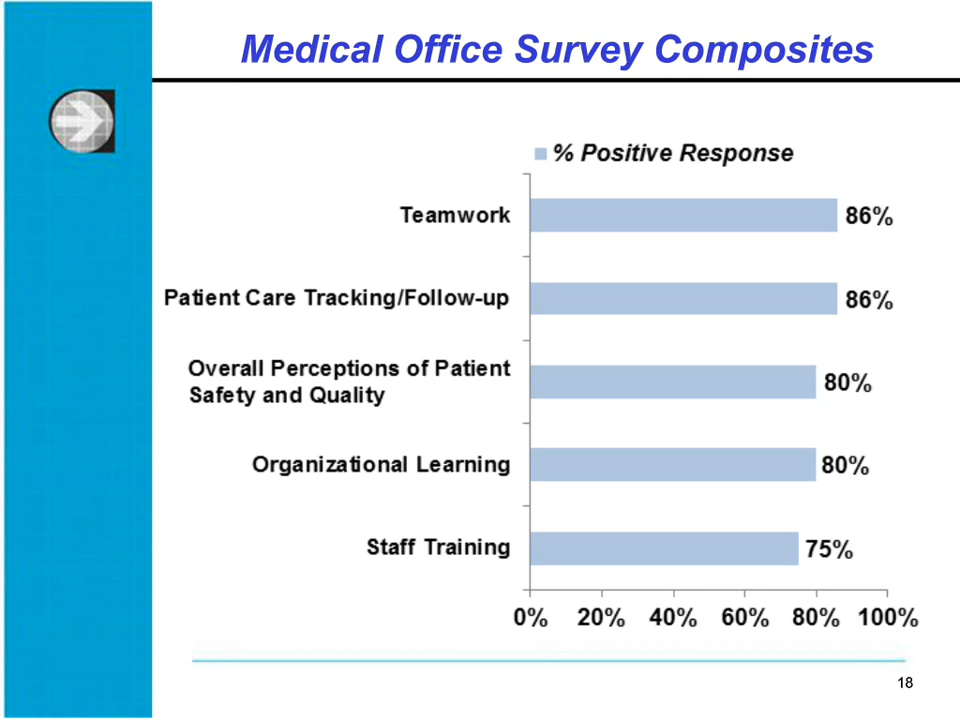 Medical Office Survey Composites
% Positive Response
Teamwork
86%
Patient Care Tracking/Follow-up
86%
Overall Perceptions of Patient
Safety and Quality
80%
Organizational Learning
80%
Staff Training
75%
0% 20% 40% 60% 80% 100%
18